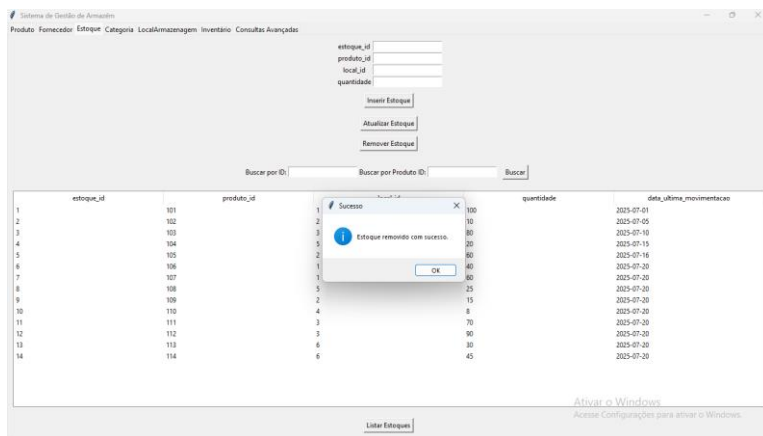 Sistema de Gestão de Armazém
Produto Fornecedor Estoque Categoria LocalArmazenagem Inventário Consultas Avançadas
estoque_id
produto_id
local_id
quantidade
Inserir Estoque
Atualizar Estoque
Remover Estoque
Buscar por ID: Buscar por Produto ID: Buscar
estoque_id produto_id quantidade data_ultima_movimentacao
Sucesso
Estoque removido com sucesso.
OK
1 101 1 100 2025-07-01
2 102 2 10 2025-07-05
3 103 3 80 2025-07-10
4 104 5 20 2025-07-15
5 105 2 60 2025-07-16
6 106 1 40 2025-07-20
7 107 1 60 2025-07-20
8 108 5 25 2025-07-20
9 109 2 15 2025-07-20
10 110 4 8 2025-07-20
11 111 3 70 2025-07-20
12 112 3 90 2025-07-20
13 113 6 30 2025-07-20
14 114 6 45 2025-07-20
Ativar o Windows
Acesse Configurações para ativar o Windows.
Listar Estoques